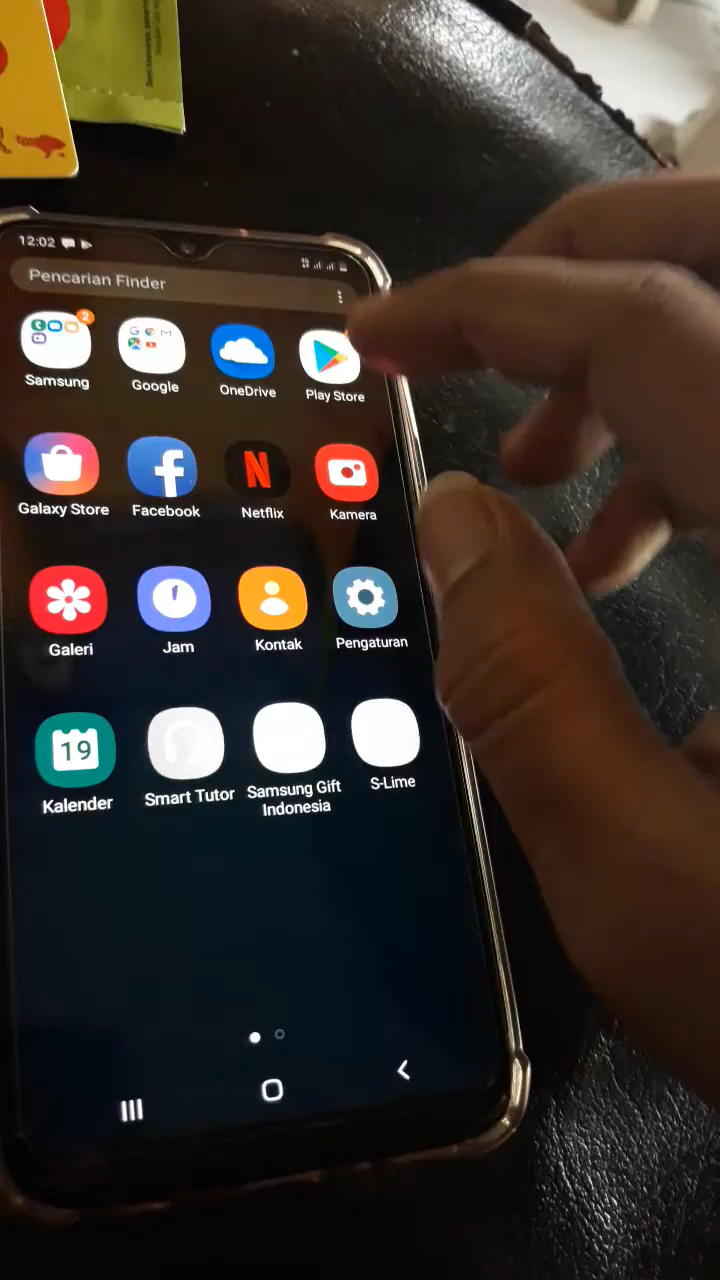 12:02
Pencarian Finder
2
Samsung
Google
OneDrive
Play Store
Galaxy Store
Facebook
N
Netflix
Kamera
Galeri
Jam
Kontak
Pengaturan
19
Kalender
Smart Tutor
Samsung Gift
Indonesia
S-Lime